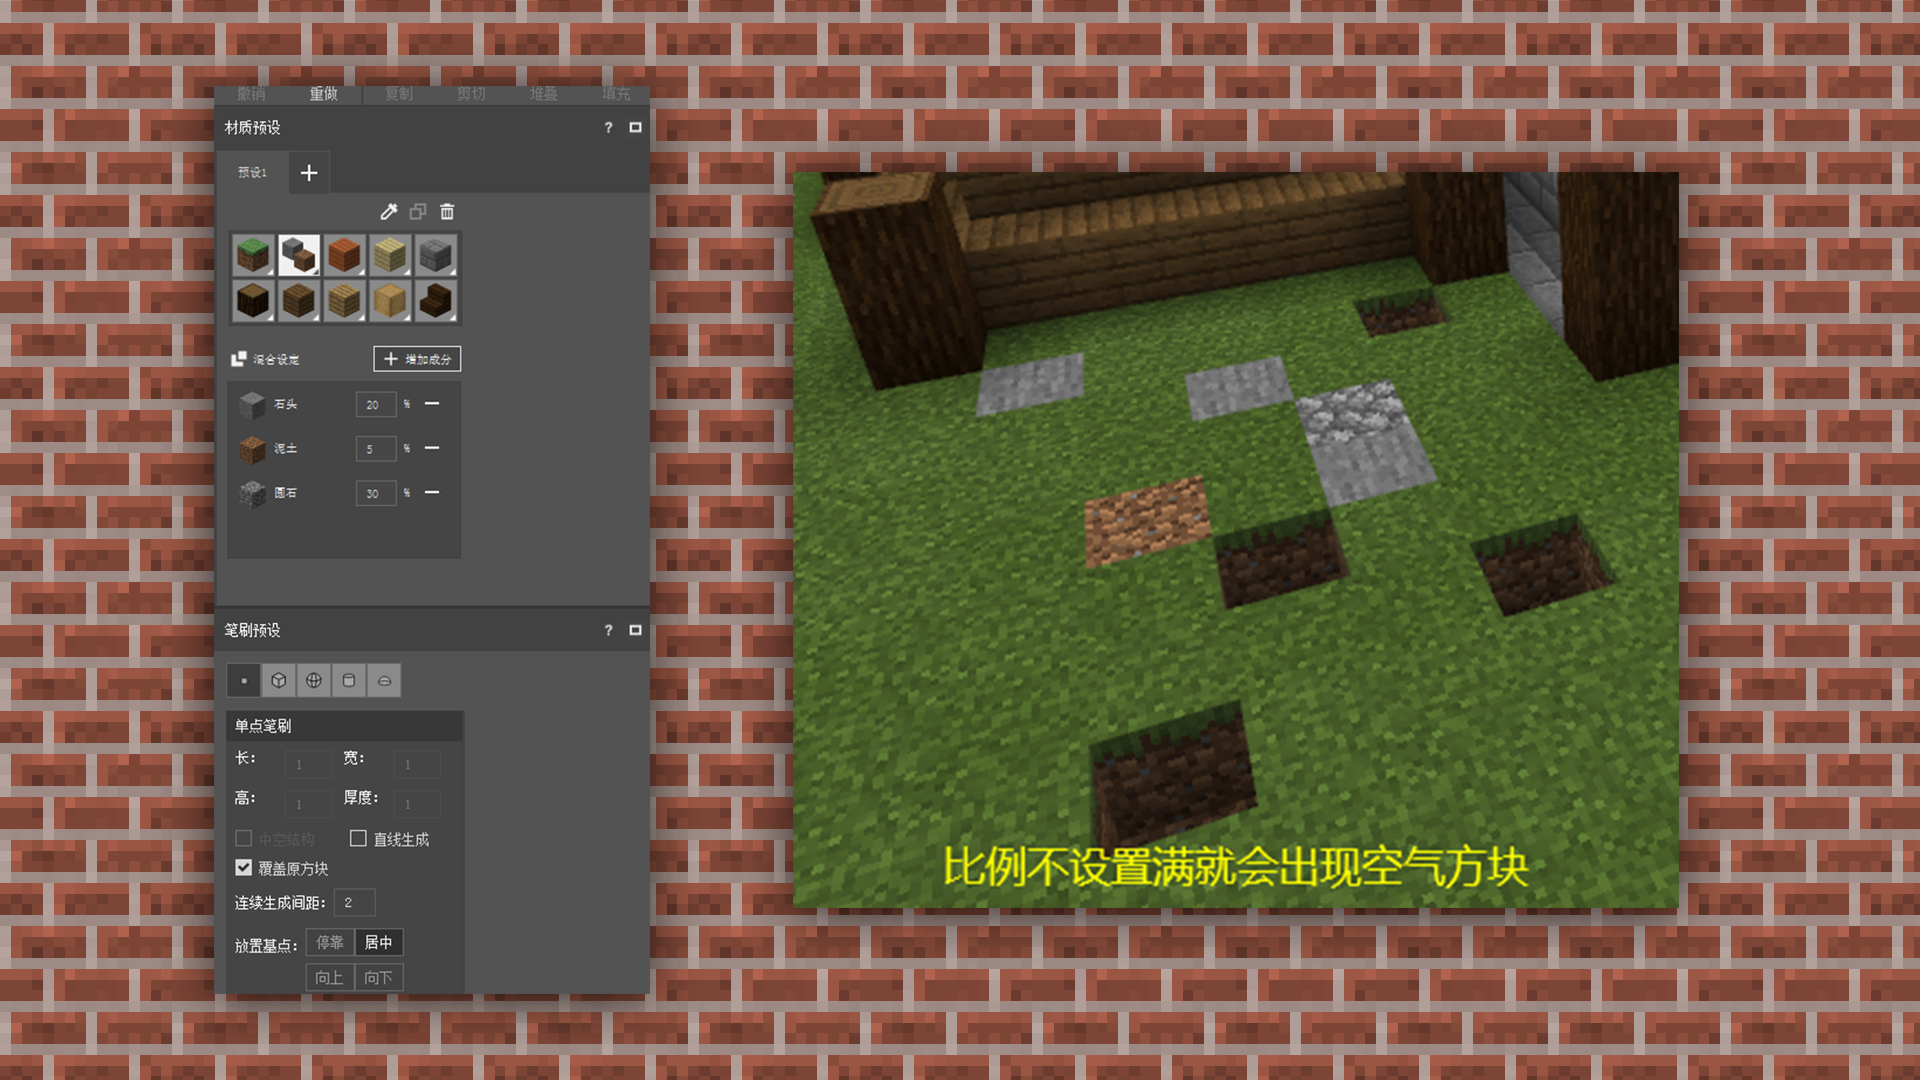 撤销 重做 复制 剪切 堆叠 填充
材质预设 ?
预设1 +
混合设定 + 增加成分
石头 20 %
泥土 5 %
圆石 30 %
笔刷预设 ?
单点笔刷
长： 1 宽： 1
高： 1 厚度： 1
中空结构 直线生成
覆盖原方块
连续生成间距： 2
放置基点： 停靠 居中
向上 向下
比例不设置满就会出现空气方块